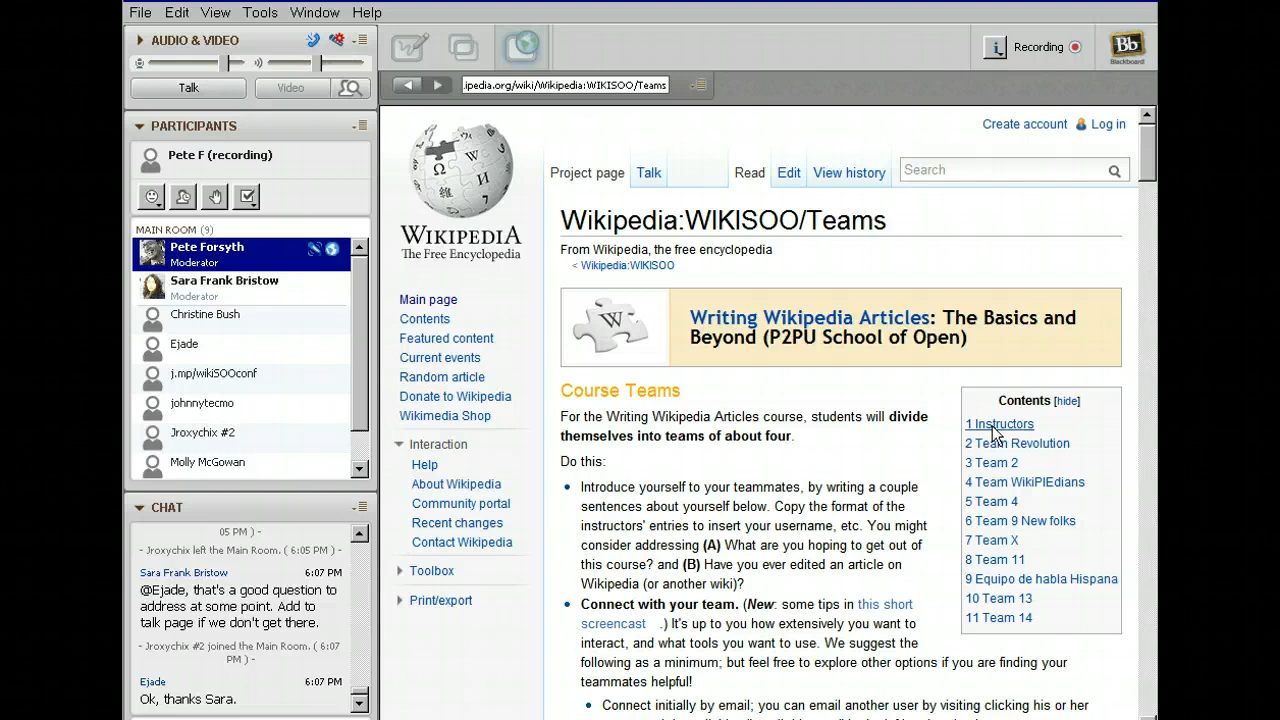 File Edit View Tools Window Help
AUDIO & VIDEO
Talk
Video
PARTICIPANTS
Pete F (recording)
MAIN ROOM (9)
Pete Forsyth
Moderator
Sara Frank Bristow
Moderator
Christine Bush
Ejade
j.mp/wikiSOOconf
johnnytecmo
Jroxychix #2
Molly McGowan
CHAT
05 PM ) -
- Jroxychix left the Main Room. ( 6:05 PM ) -
Sara Frank Bristow 6:07 PM
@Ejade, that's a good question to
address at some point. Add to
talk page if we don't get there.
- Jroxychix #2 joined the Main Room. ( 6:07
PM ) -
Ejade 6:07 PM
Ok, thanks Sara.
Recording
Bb
Blackboard
.ipedia.org/wiki/Wikipedia:WIKISOO/Teams
WIKIPEDIA
The Free Encyclopedia
Main page
Contents
Featured content
Current events
Random article
Donate to Wikipedia
Wikimedia Shop
Interaction
Help
About Wikipedia
Community portal
Recent changes
Contact Wikipedia
Toolbox
Print/export
Create account Log in
Project page Talk Read Edit View history Search
Wikipedia:WIKISOO/Teams
From Wikipedia, the free encyclopedia
< Wikipedia:WIKISOO
Writing Wikipedia Articles: The Basics and
Beyond (P2PU School of Open)
Course Teams
For the Writing Wikipedia Articles course, students will divide
themselves into teams of about four.
Do this:
Introduce yourself to your teammates, by writing a couple
sentences about yourself below. Copy the format of the
instructors' entries to insert your username, etc. You might
consider addressing (A) What are you hoping to get out of
this course? and (B) Have you ever edited an article on
Wikipedia (or another wiki)?
Connect with your team. (New: some tips in this short
screencast .) It's up to you how extensively you want to
interact, and what tools you want to use. We suggest the
following as a minimum; but feel free to explore other options if you are finding your
teammates helpful!
Connect initially by email; you can email another user by visiting clicking his or her
Contents [hide]
1 Instructors
2 Team Revolution
3 Team 2
4 Team WikiPIEdians
5 Team 4
6 Team 9 New folks
7 Team X
8 Team 11
9 Equipo de habla Hispana
10 Team 13
11 Team 14